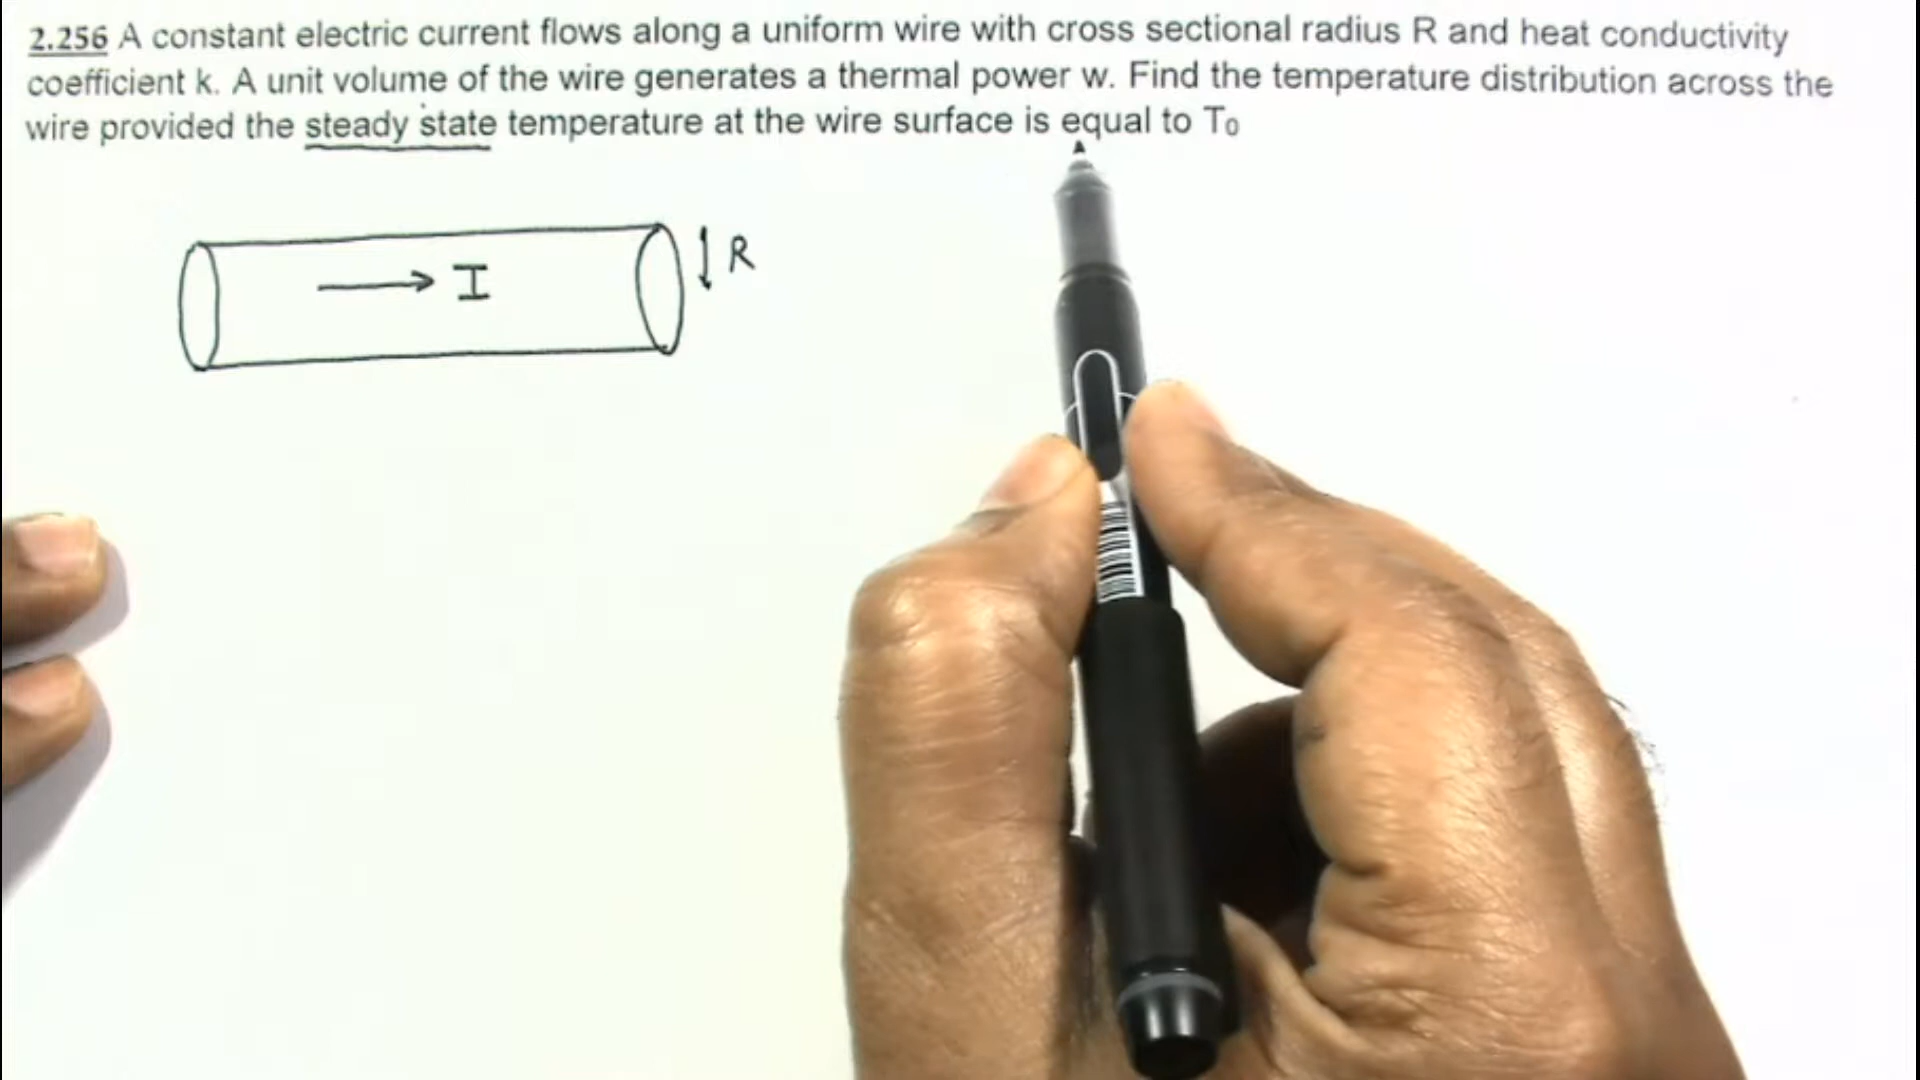 2.256 A constant electric current flows along a uniform wire with cross sectional radius R and heat conductivity
coefficient k. A unit volume of the wire generates a thermal power w. Find the temperature distribution across the
wire provided the steady state temperature at the wire surface is equal to T₀
I
R